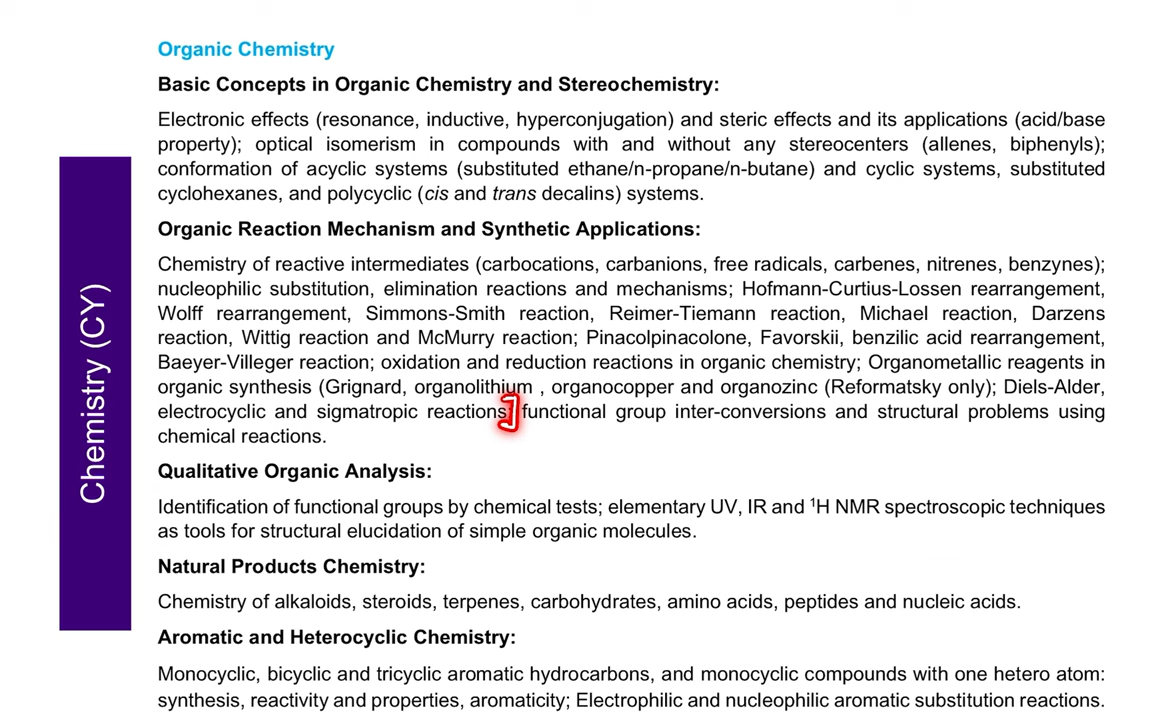 Organic Chemistry
Basic Concepts in Organic Chemistry and Stereochemistry:
Electronic effects (resonance, inductive, hyperconjugation) and steric effects and its applications (acid/base
property); optical isomerism in compounds with and without any stereocenters (allenes, biphenyls);
conformation of acyclic systems (substituted ethane/n-propane/n-butane) and cyclic systems, substituted
cyclohexanes, and polycyclic (cis and trans decalins) systems.
Organic Reaction Mechanism and Synthetic Applications:
Chemistry of reactive intermediates (carbocations, carbanions, free radicals, carbenes, nitrenes, benzynes);
nucleophilic substitution, elimination reactions and mechanisms; Hofmann-Curtius-Lossen rearrangement,
Wolff rearrangement, Simmons-Smith reaction, Reimer-Tiemann reaction, Michael reaction, Darzens
reaction, Wittig reaction and McMurry reaction; Pinacolpinacolone, Favorskii, benzilic acid rearrangement,
Baeyer-Villeger reaction; oxidation and reduction reactions in organic chemistry; Organometallic reagents in
organic synthesis (Grignard, organolithium , organocopper and organozinc (Reformatsky only); Diels-Alder,
electrocyclic and sigmatropic reactions; functional group inter-conversions and structural problems using
chemical reactions.
Qualitative Organic Analysis:
Identification of functional groups by chemical tests; elementary UV, IR and ¹H NMR spectroscopic techniques
as tools for structural elucidation of simple organic molecules.
Natural Products Chemistry:
Chemistry of alkaloids, steroids, terpenes, carbohydrates, amino acids, peptides and nucleic acids.
Aromatic and Heterocyclic Chemistry:
Monocyclic, bicyclic and tricyclic aromatic hydrocarbons, and monocyclic compounds with one hetero atom:
synthesis, reactivity and properties, aromaticity; Electrophilic and nucleophilic aromatic substitution reactions.
Chemistry (CY)